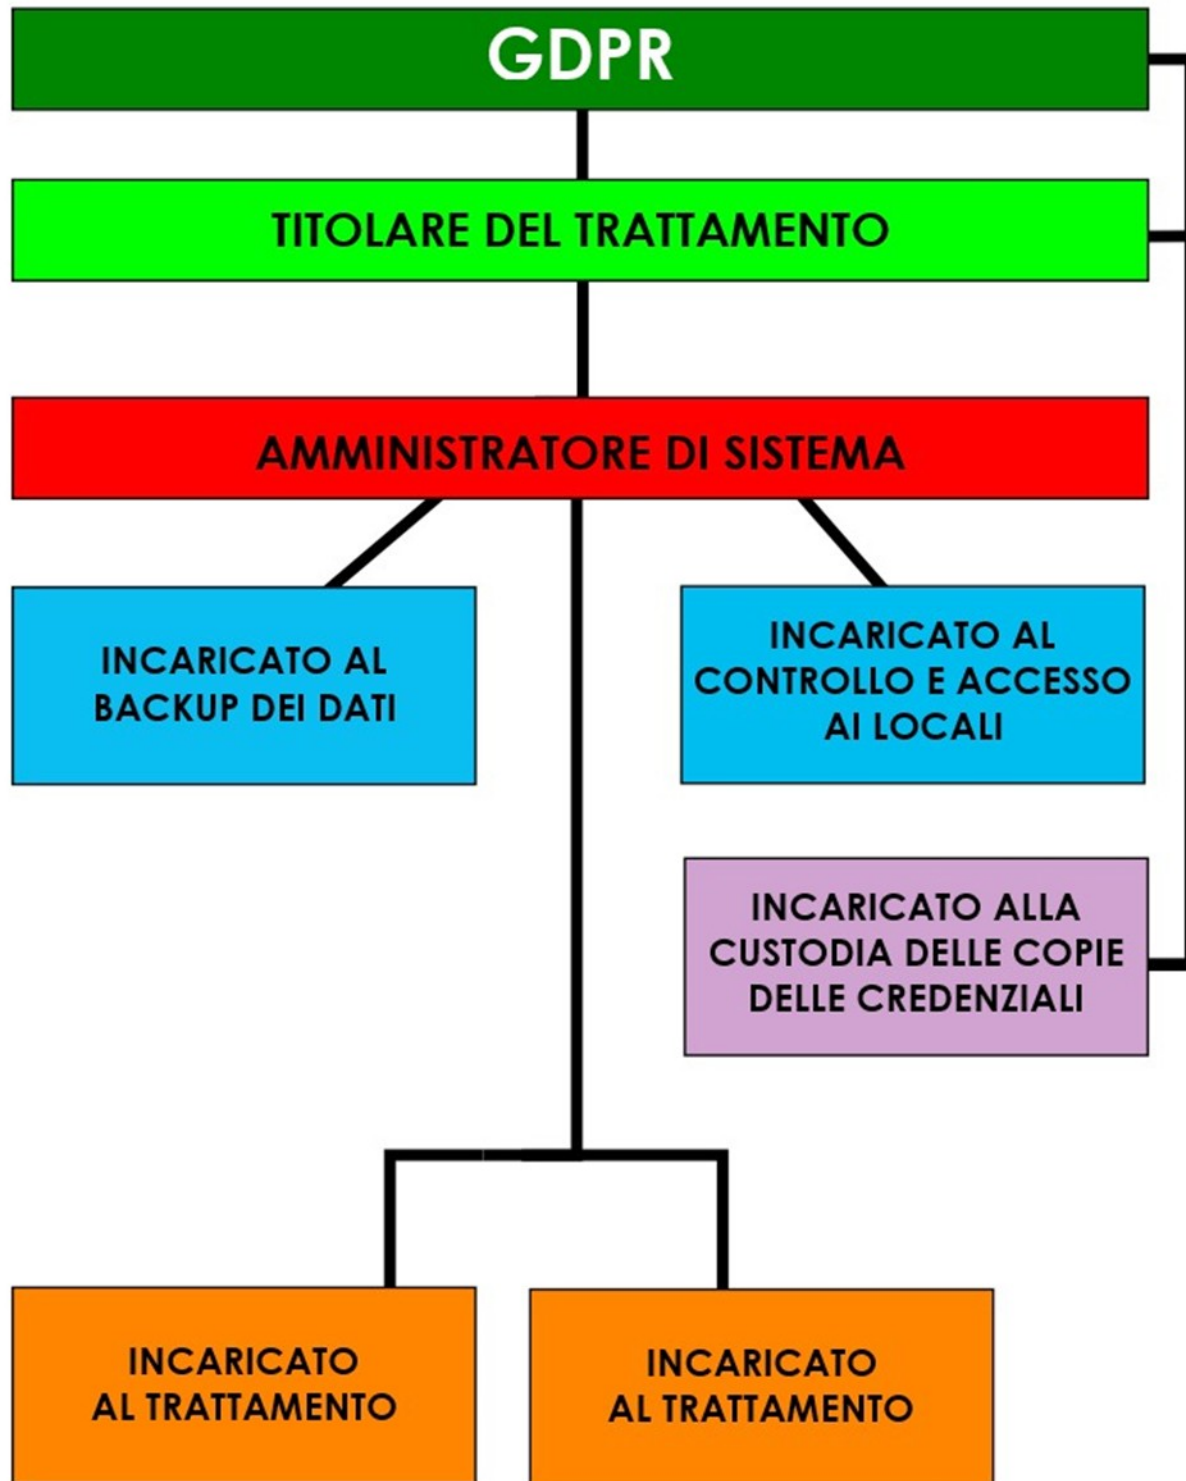 GDPR
TITOLARE DEL TRATTAMENTO
AMMINISTRATORE DI SISTEMA
INCARICATO AL
BACKUP DEI DATI
INCARICATO AL
CONTROLLO E ACCESSO
AI LOCALI
INCARICATO ALLA
CUSTODIA DELLE COPIE
DELLE CREDENZIALI
INCARICATO
AL TRATTAMENTO
INCARICATO
AL TRATTAMENTO